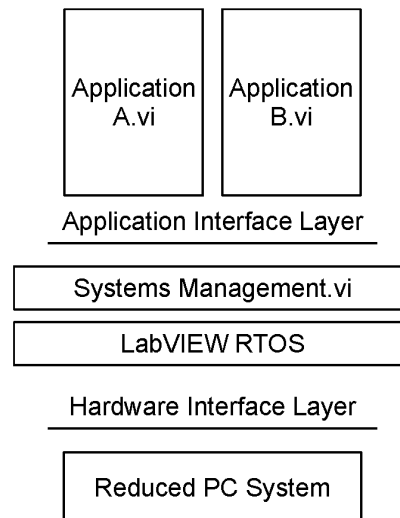 Application
A.vi
Application
B.vi
Application Interface Layer
Systems Management.vi
LabVIEW RTOS
Hardware Interface Layer
Reduced PC System